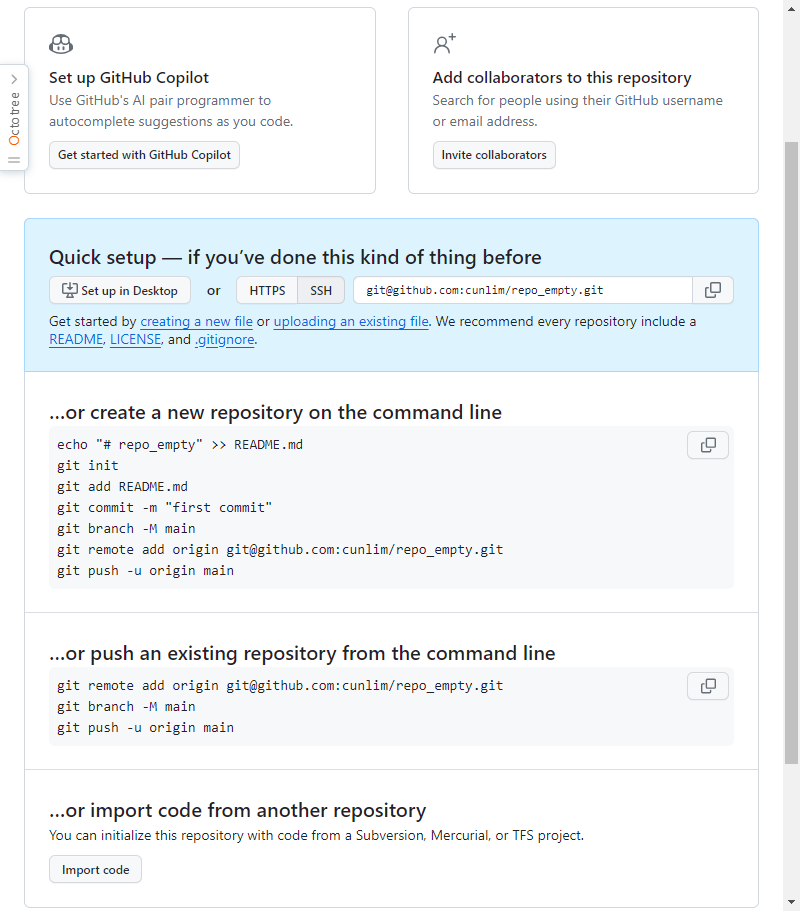 Set up GitHub Copilot
Use GitHub's AI pair programmer to
autocomplete suggestions as you code.
Get started with GitHub Copilot
Add collaborators to this repository
Search for people using their GitHub username
or email address.
Invite collaborators
Octotree
Quick setup — if you’ve done this kind of thing before
Set up in Desktop or HTTPS SSH git@github.com:cunlim/repo_empty.git
Get started by creating a new file or uploading an existing file. We recommend every repository include a
README, LICENSE, and .gitignore.
…or create a new repository on the command line
echo "# repo_empty" >> README.md
git init
git add README.md
git commit -m "first commit"
git branch -M main
git remote add origin git@github.com:cunlim/repo_empty.git
git push -u origin main
…or push an existing repository from the command line
git remote add origin git@github.com:cunlim/repo_empty.git
git branch -M main
git push -u origin main
…or import code from another repository
You can initialize this repository with code from a Subversion, Mercurial, or TFS project.
Import code